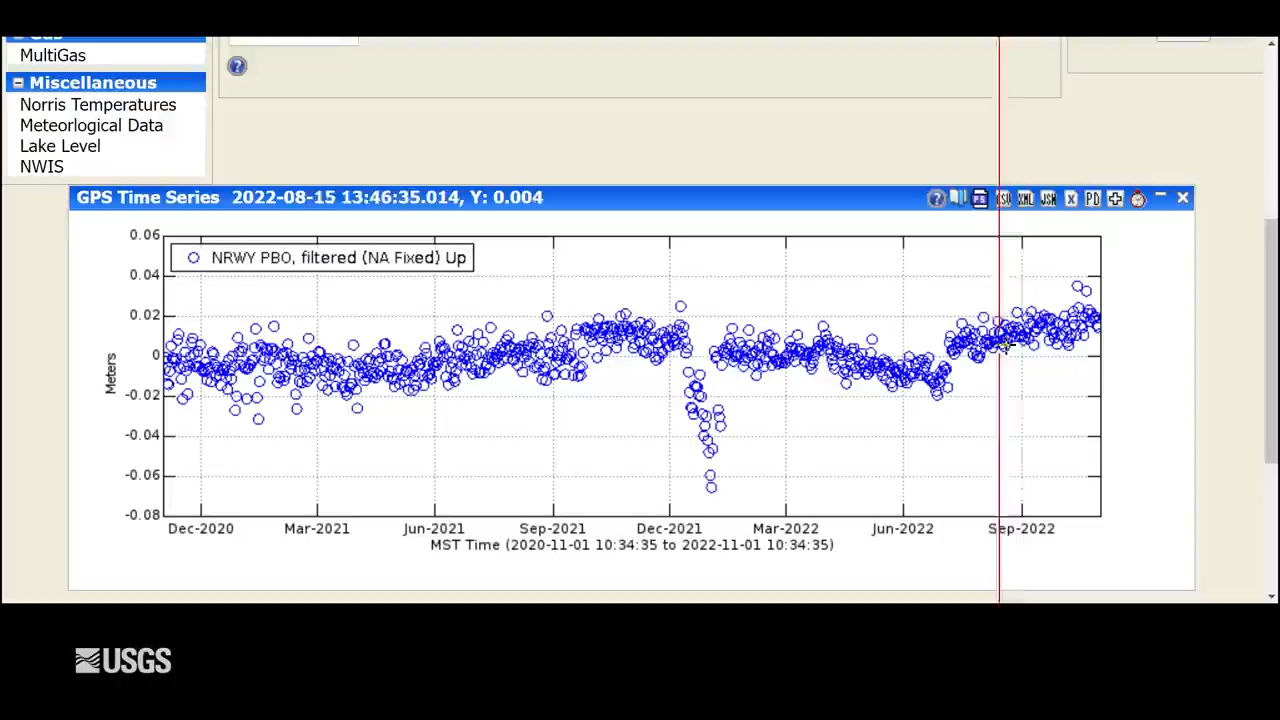 MultiGas
Miscellaneous
Norris Temperatures
Meteorlogical Data
Lake Level
NWIS
GPS Time Series 2022-08-15 13:46:35.014, Y: 0.004
XML
X
PD
NRWY PBO, filtered (NA Fixed) Up
0.06
0.04
0.02
0
-0.02
-0.04
-0.06
-0.08
Meters
Dec-2020 Mar-2021 Jun-2021 Sep-2021 Dec-2021 Mar-2022 Jun-2022 Sep-2022
MST Time (2020-11-01 10:34:35 to 2022-11-01 10:34:35)
USGS